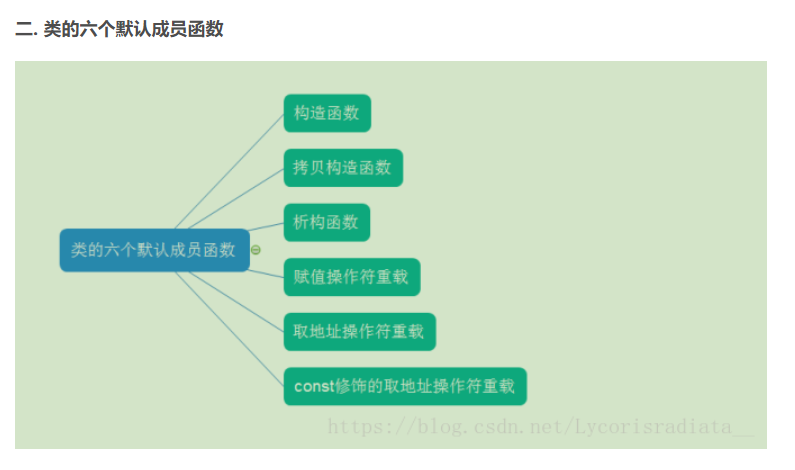 二. 类的六个默认成员函数
构造函数
拷贝构造函数
析构函数
类的六个默认成员函数
赋值操作符重载
取地址操作符重载
const修饰的取地址操作符重载
https://blog.csdn.net/Lycorisradiata__